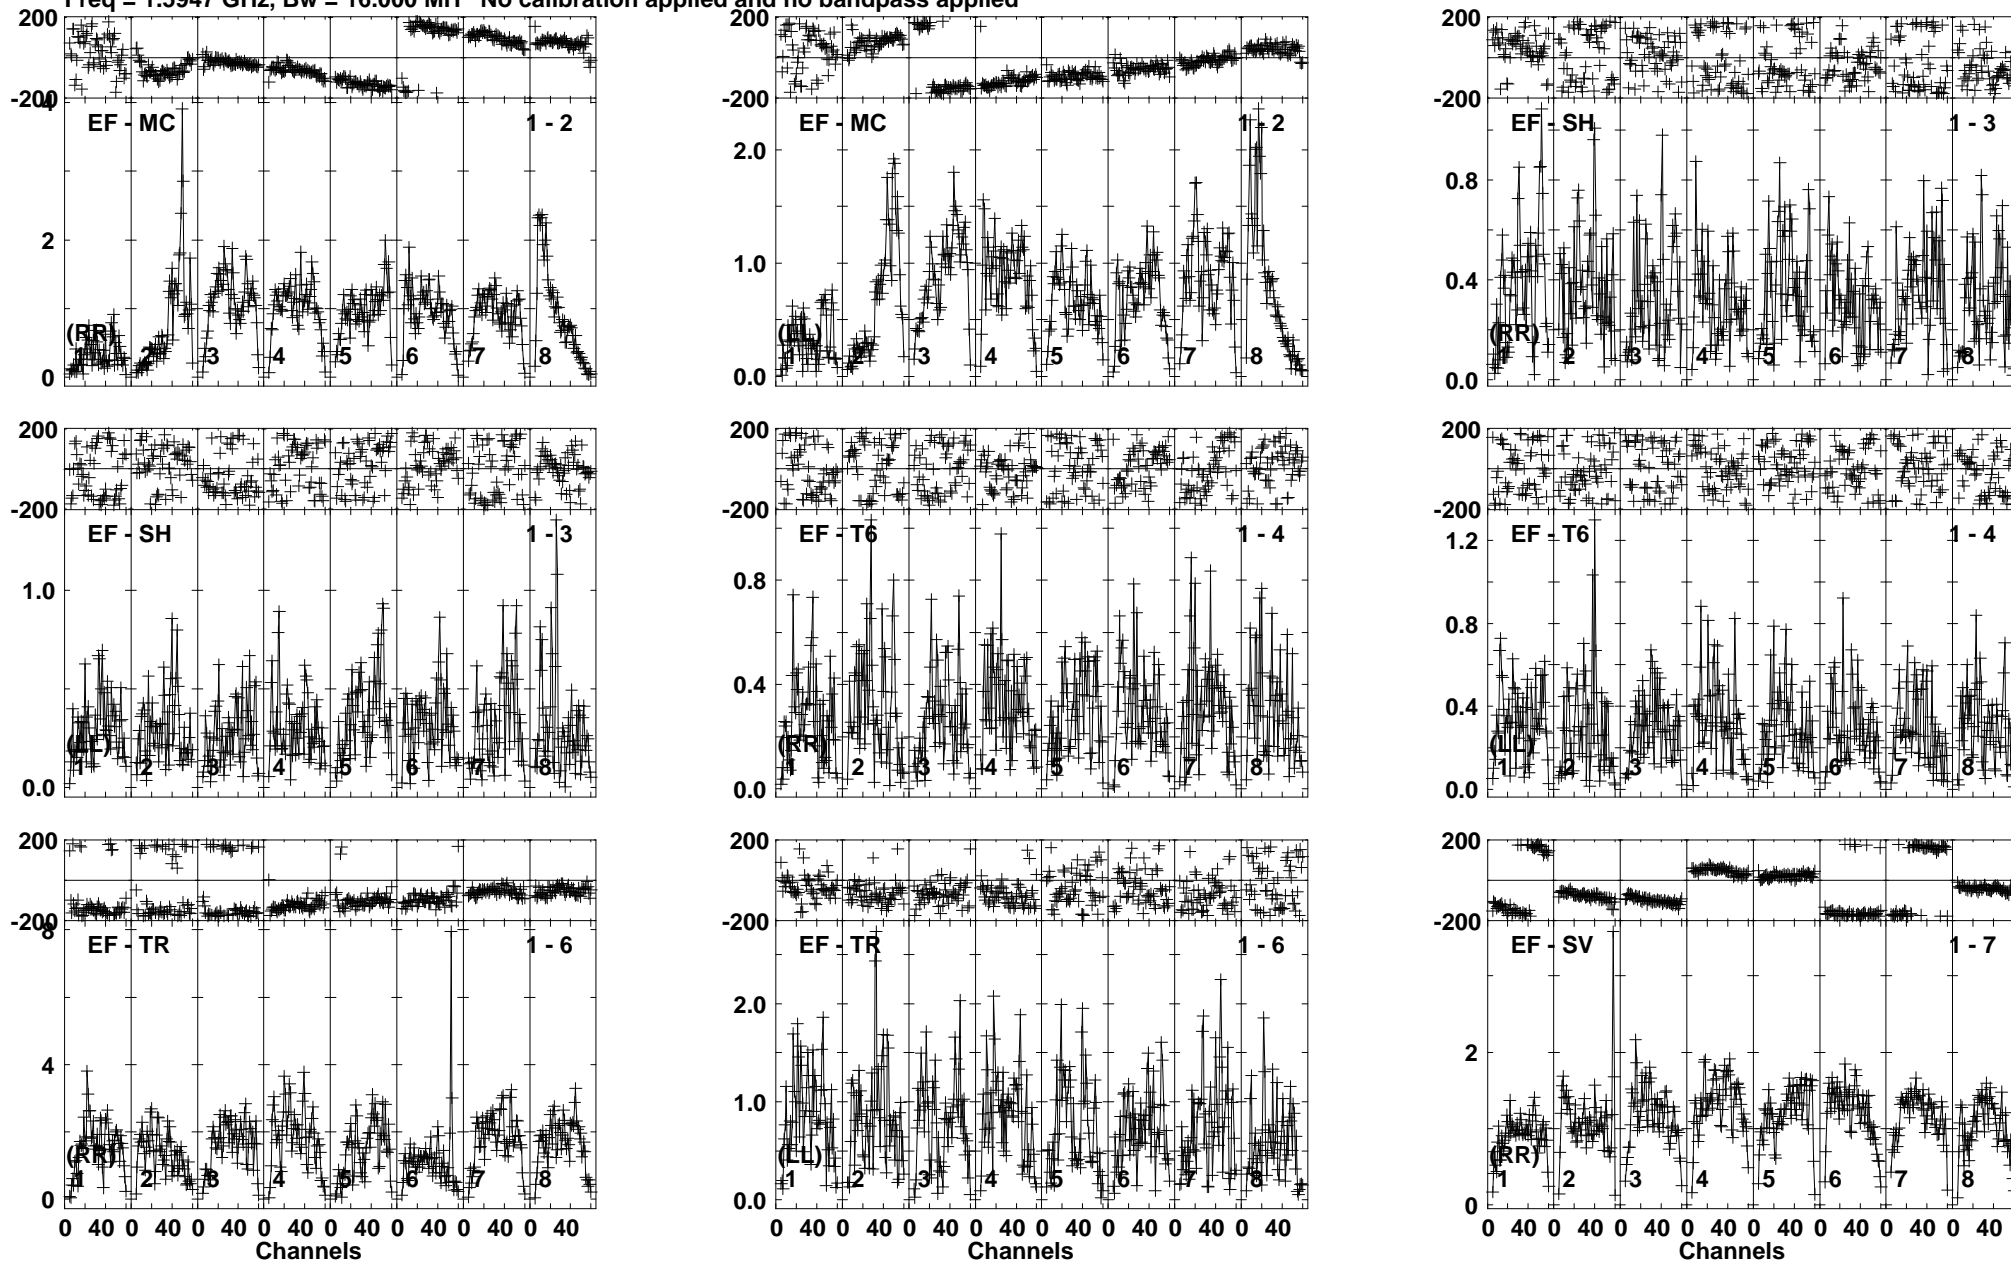 Freq = 1.5947 GHz, Bw = 16.000 MH No calibration applied and no bandpass applied
200 200 200
-200 -200 -200
EF - MC 1 - 2 EF - MC 1 - 2 EF - SH 1 - 3
4
2.0
0.8
2
1.0
0.4
(RR) (LL) (RR)
1 2 3 4 5 6 7 8 1 2 3 4 5 6 7 8 1 2 3 4 5 6 7 8
0 0.0 0.0
200 200 200
-200 -200 -200
EF - SH 1 - 3 EF - T6 1 - 4 EF - T6 1 - 4
1.2
1.0 0.8 0.8
0.4 0.4
(LL) (RR) (LL)
1 2 3 4 5 6 7 8 1 2 3 4 5 6 7 8 1 2 3 4 5 6 7 8
0.0 0.0 0.0
200 200 200
-200 -200 -200
8
EF - TR 1 - 6 EF - TR 1 - 6 EF - SV 1 - 7
2.0
4 2
1.0
(RR) (LL) (RR)
1 2 3 4 5 6 7 8 1 2 3 4 5 6 7 8 1 2 3 4 5 6 7 8
0 0.0 0
0 40 0 40 0 40 0 40 0 40 0 40 0 40 0 40 0 40 0 40 0 40 0 40 0 40 0 40 0 40 0 40 0 40 0 40 0 40 0 40 0 40 0 40 0 40 0 40
Channels Channels Channels